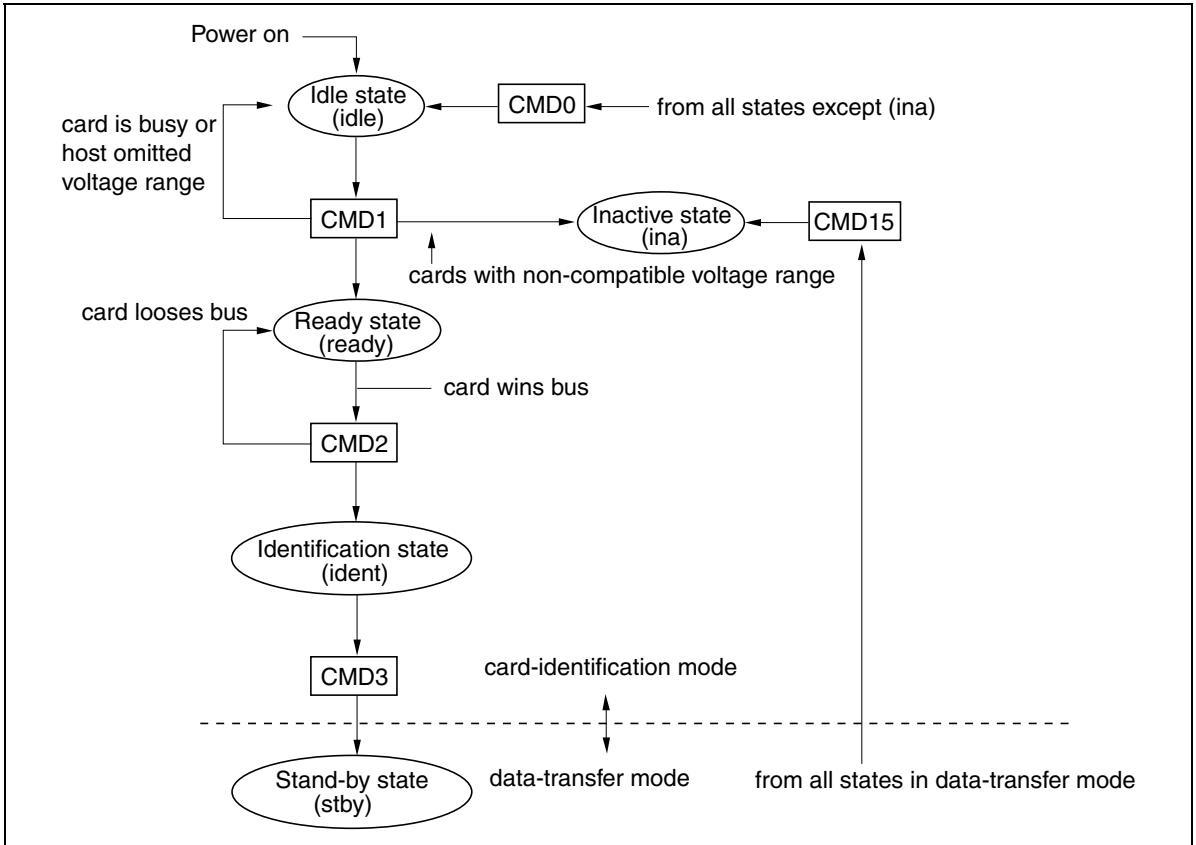 Power on
Idle state
(idle)
CMD0
from all states except (ina)
card is busy or
host omitted
voltage range
CMD1
Inactive state
(ina)
CMD15
cards with non-compatible voltage range
card looses bus
Ready state
(ready)
card wins bus
CMD2
Identification state
(ident)
CMD3
card-identification mode
Stand-by state
(stby)
data-transfer mode
from all states in data-transfer mode